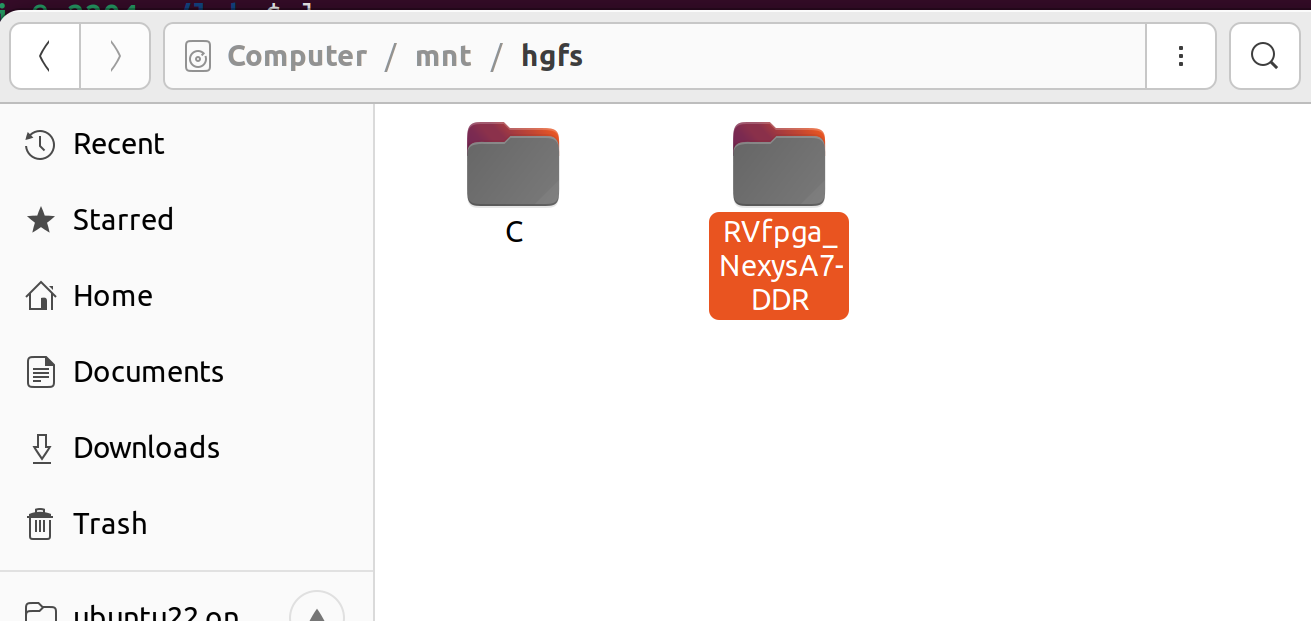 Computer / mnt / hgfs
Recent
Starred
Home
Documents
Downloads
Trash
C
RVfpga_
NexysA7-
DDR